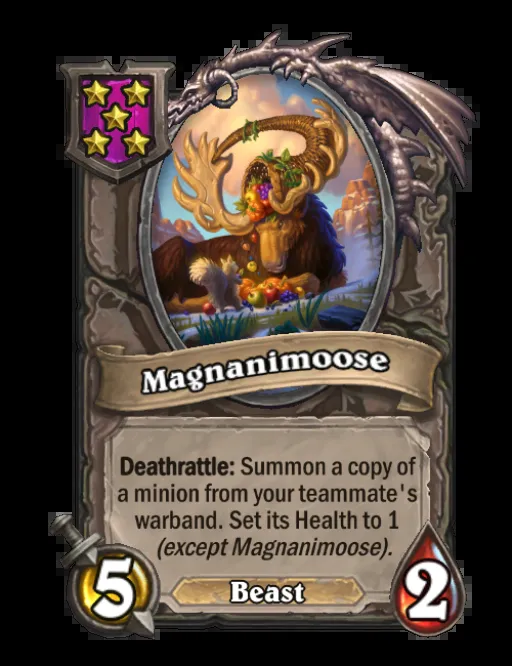 Magnanimoose
Deathrattle: Summon a copy of
a minion from your teammate's
warband. Set its Health to 1
(except Magnanimoose).
5
Beast
2